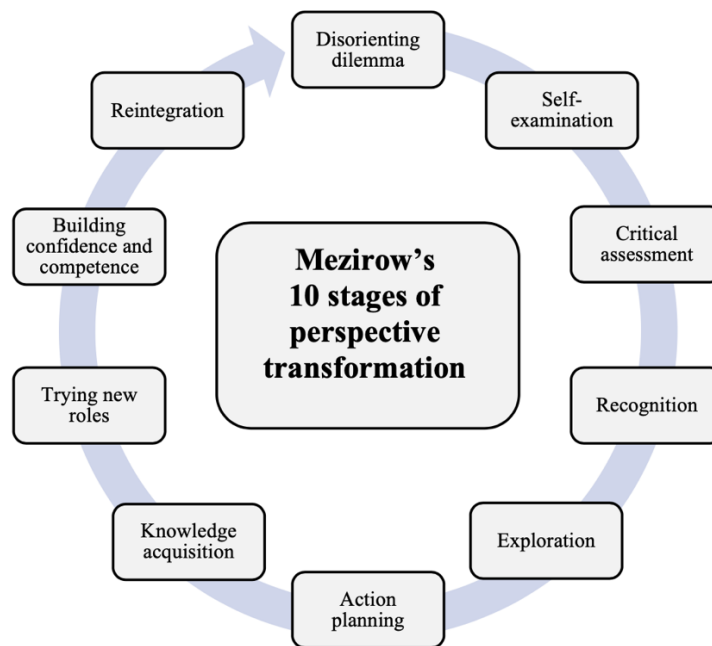 Disorienting
dilemma
Self-
examination
Critical
assessment
Recognition
Exploration
Action
planning
Knowledge
acquisition
Trying new
roles
Building
confidence and
competence
Reintegration
Mezirow’s
10 stages of
perspective
transformation